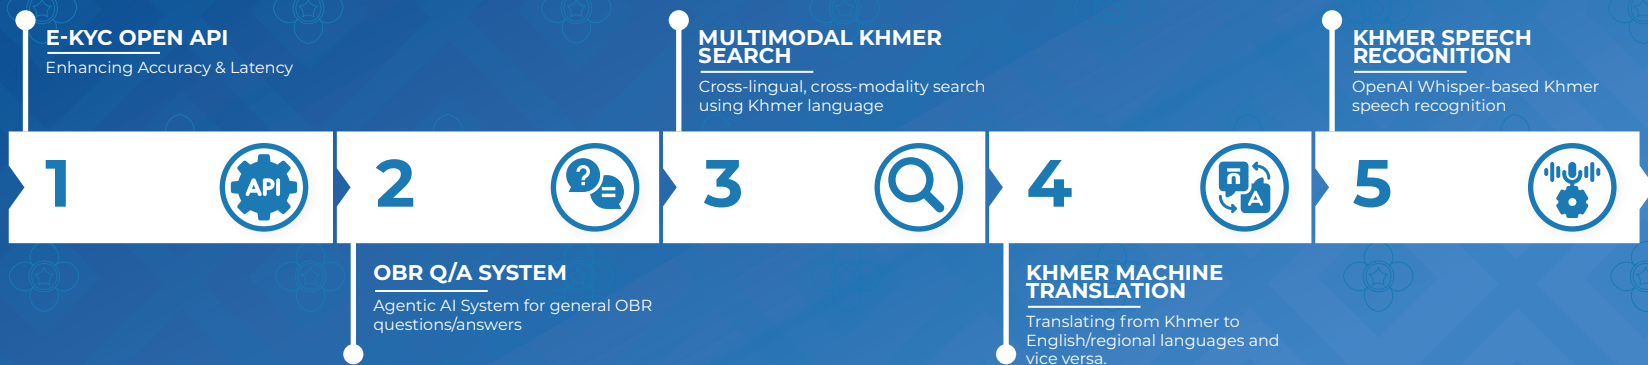 E-KYC OPEN API
Enhancing Accuracy & Latency
MULTIMODAL KHMER
SEARCH
Cross-lingual, cross-modality search
using Khmer language
KHMER SPEECH
RECOGNITION
OpenAI Whisper-based Khmer
speech recognition
1
API
2
?
=
3
4
A
5
OBR Q/A SYSTEM
Agentic AI System for general OBR
questions/answers
KHMER MACHINE
TRANSLATION
Translating from Khmer to
English/regional languages and
vice versa.